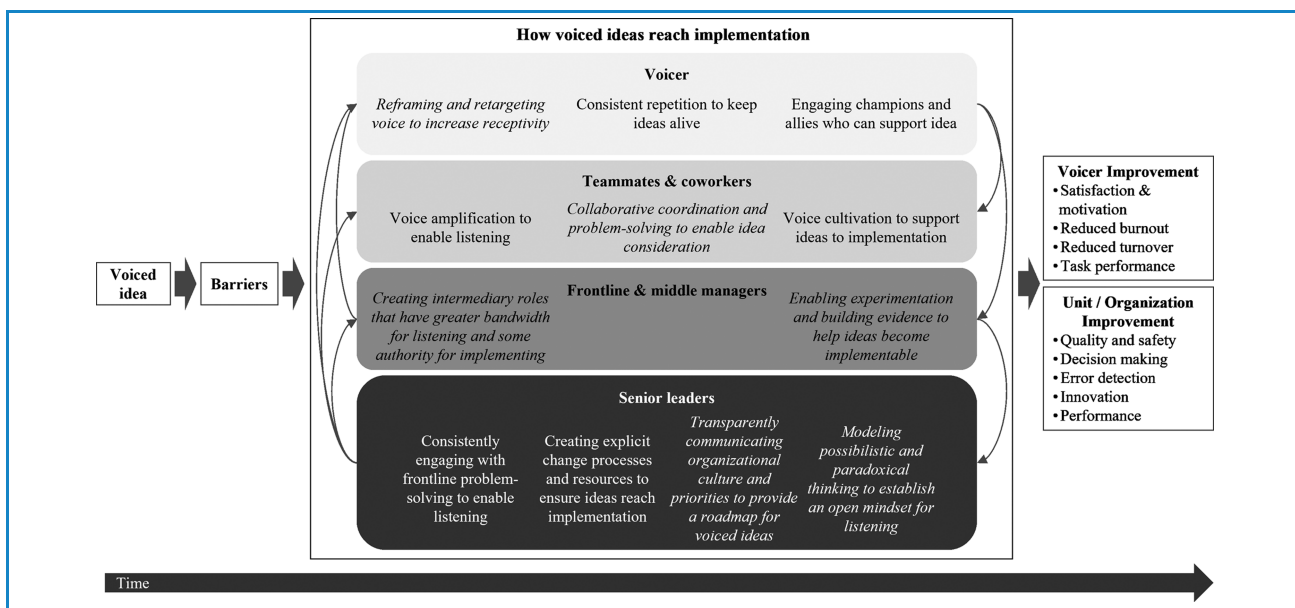 How voiced ideas reach implementation
Voicer
Reframing and retargeting
voice to increase receptivity
Consistent repetition to keep
ideas alive
Engaging champions and
allies who can support idea
Teammates & coworkers
Voice amplification to
enable listening
Collaborative coordination and
problem-solving to enable idea
consideration
Voice cultivation to support
ideas to implementation
Frontline & middle managers
Creating intermediary roles
that have greater bandwidth
for listening and some
authority for implementing
Enabling experimentation
and building evidence to
help ideas become
implementable
Senior leaders
Consistently
engaging with
frontline problem-
solving to enable
listening
Creating explicit
change processes
and resources to
ensure ideas reach
implementation
Transparently
communicating
organizational
culture and
priorities to provide
a roadmap for
voiced ideas
Modeling
possibilistic and
paradoxical
thinking to establish
an open mindset for
listening
Voiced
idea
Barriers
Voicer Improvement
• Satisfaction &
motivation
• Reduced burnout
• Reduced turnover
• Task performance
Unit / Organization
Improvement
• Quality and safety
• Decision making
• Error detection
• Innovation
• Performance
Time